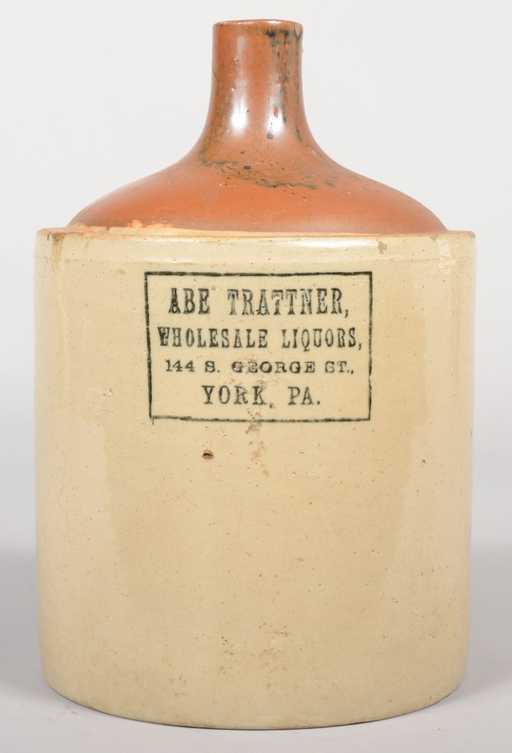 ABE TRATTNER,
WHOLESALE LIQUORS,
144 S. GEORGE ST.,
YORK, PA.